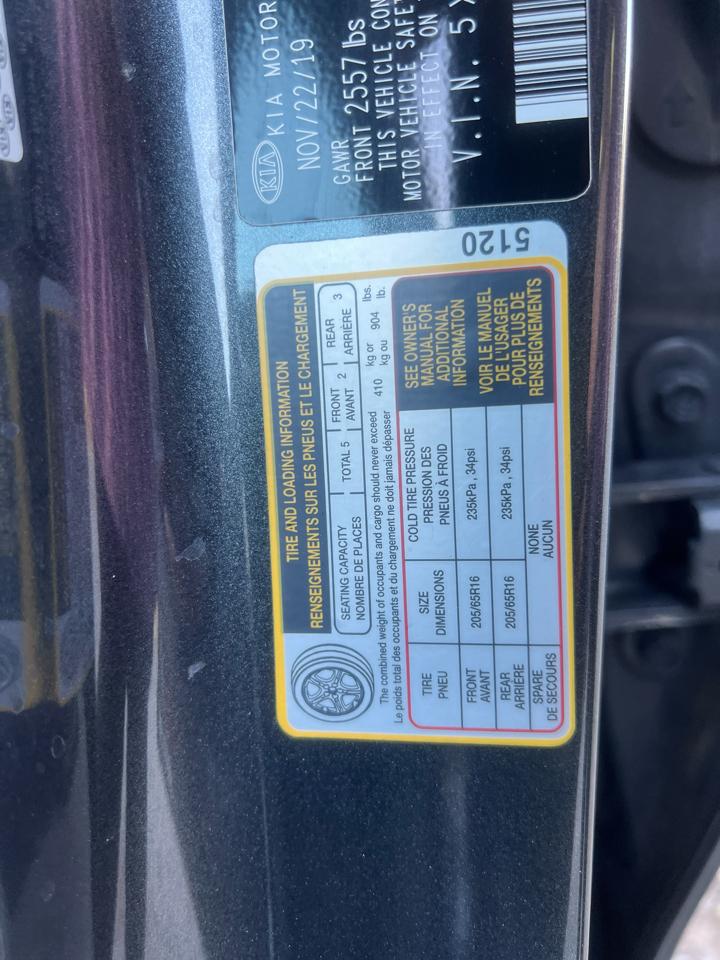 KIA KIA MOTOR
NOV/22/19
GAWR
FRONT 2557 lbs
THIS VEHICLE CON
MOTOR VEHICLE SAFE
IN EFFECT ON
V.I.N. 5X
5120
TIRE AND LOADING INFORMATION
RENSEIGNEMENTS SUR LES PNEUS ET LE CHARGEMENT
SEATING CAPACITY
NOMBRE DE PLACES
TOTAL 5
FRONT
AVANT
2
REAR
ARRIÈRE
3
The combined weight of occupants and cargo should never exceed 410 kg or 904 lbs.
Le poids total des occupants et du chargement ne doit jamais dépasser kg ou lb.
TIRE
PNEU
SIZE
DIMENSIONS
COLD TIRE PRESSURE
PRESSION DES
PNEUS À FROID
FRONT
AVANT
205/65R16
235kPa , 34psi
REAR
ARRIÈRE
205/65R16
235kPa , 34psi
SPARE
DE SECOURS
NONE
AUCUN
SEE OWNER'S
MANUAL FOR
ADDITIONAL
INFORMATION
VOIR LE MANUEL
DE L'USAGER
POUR PLUS DE
RENSEIGNEMENTS